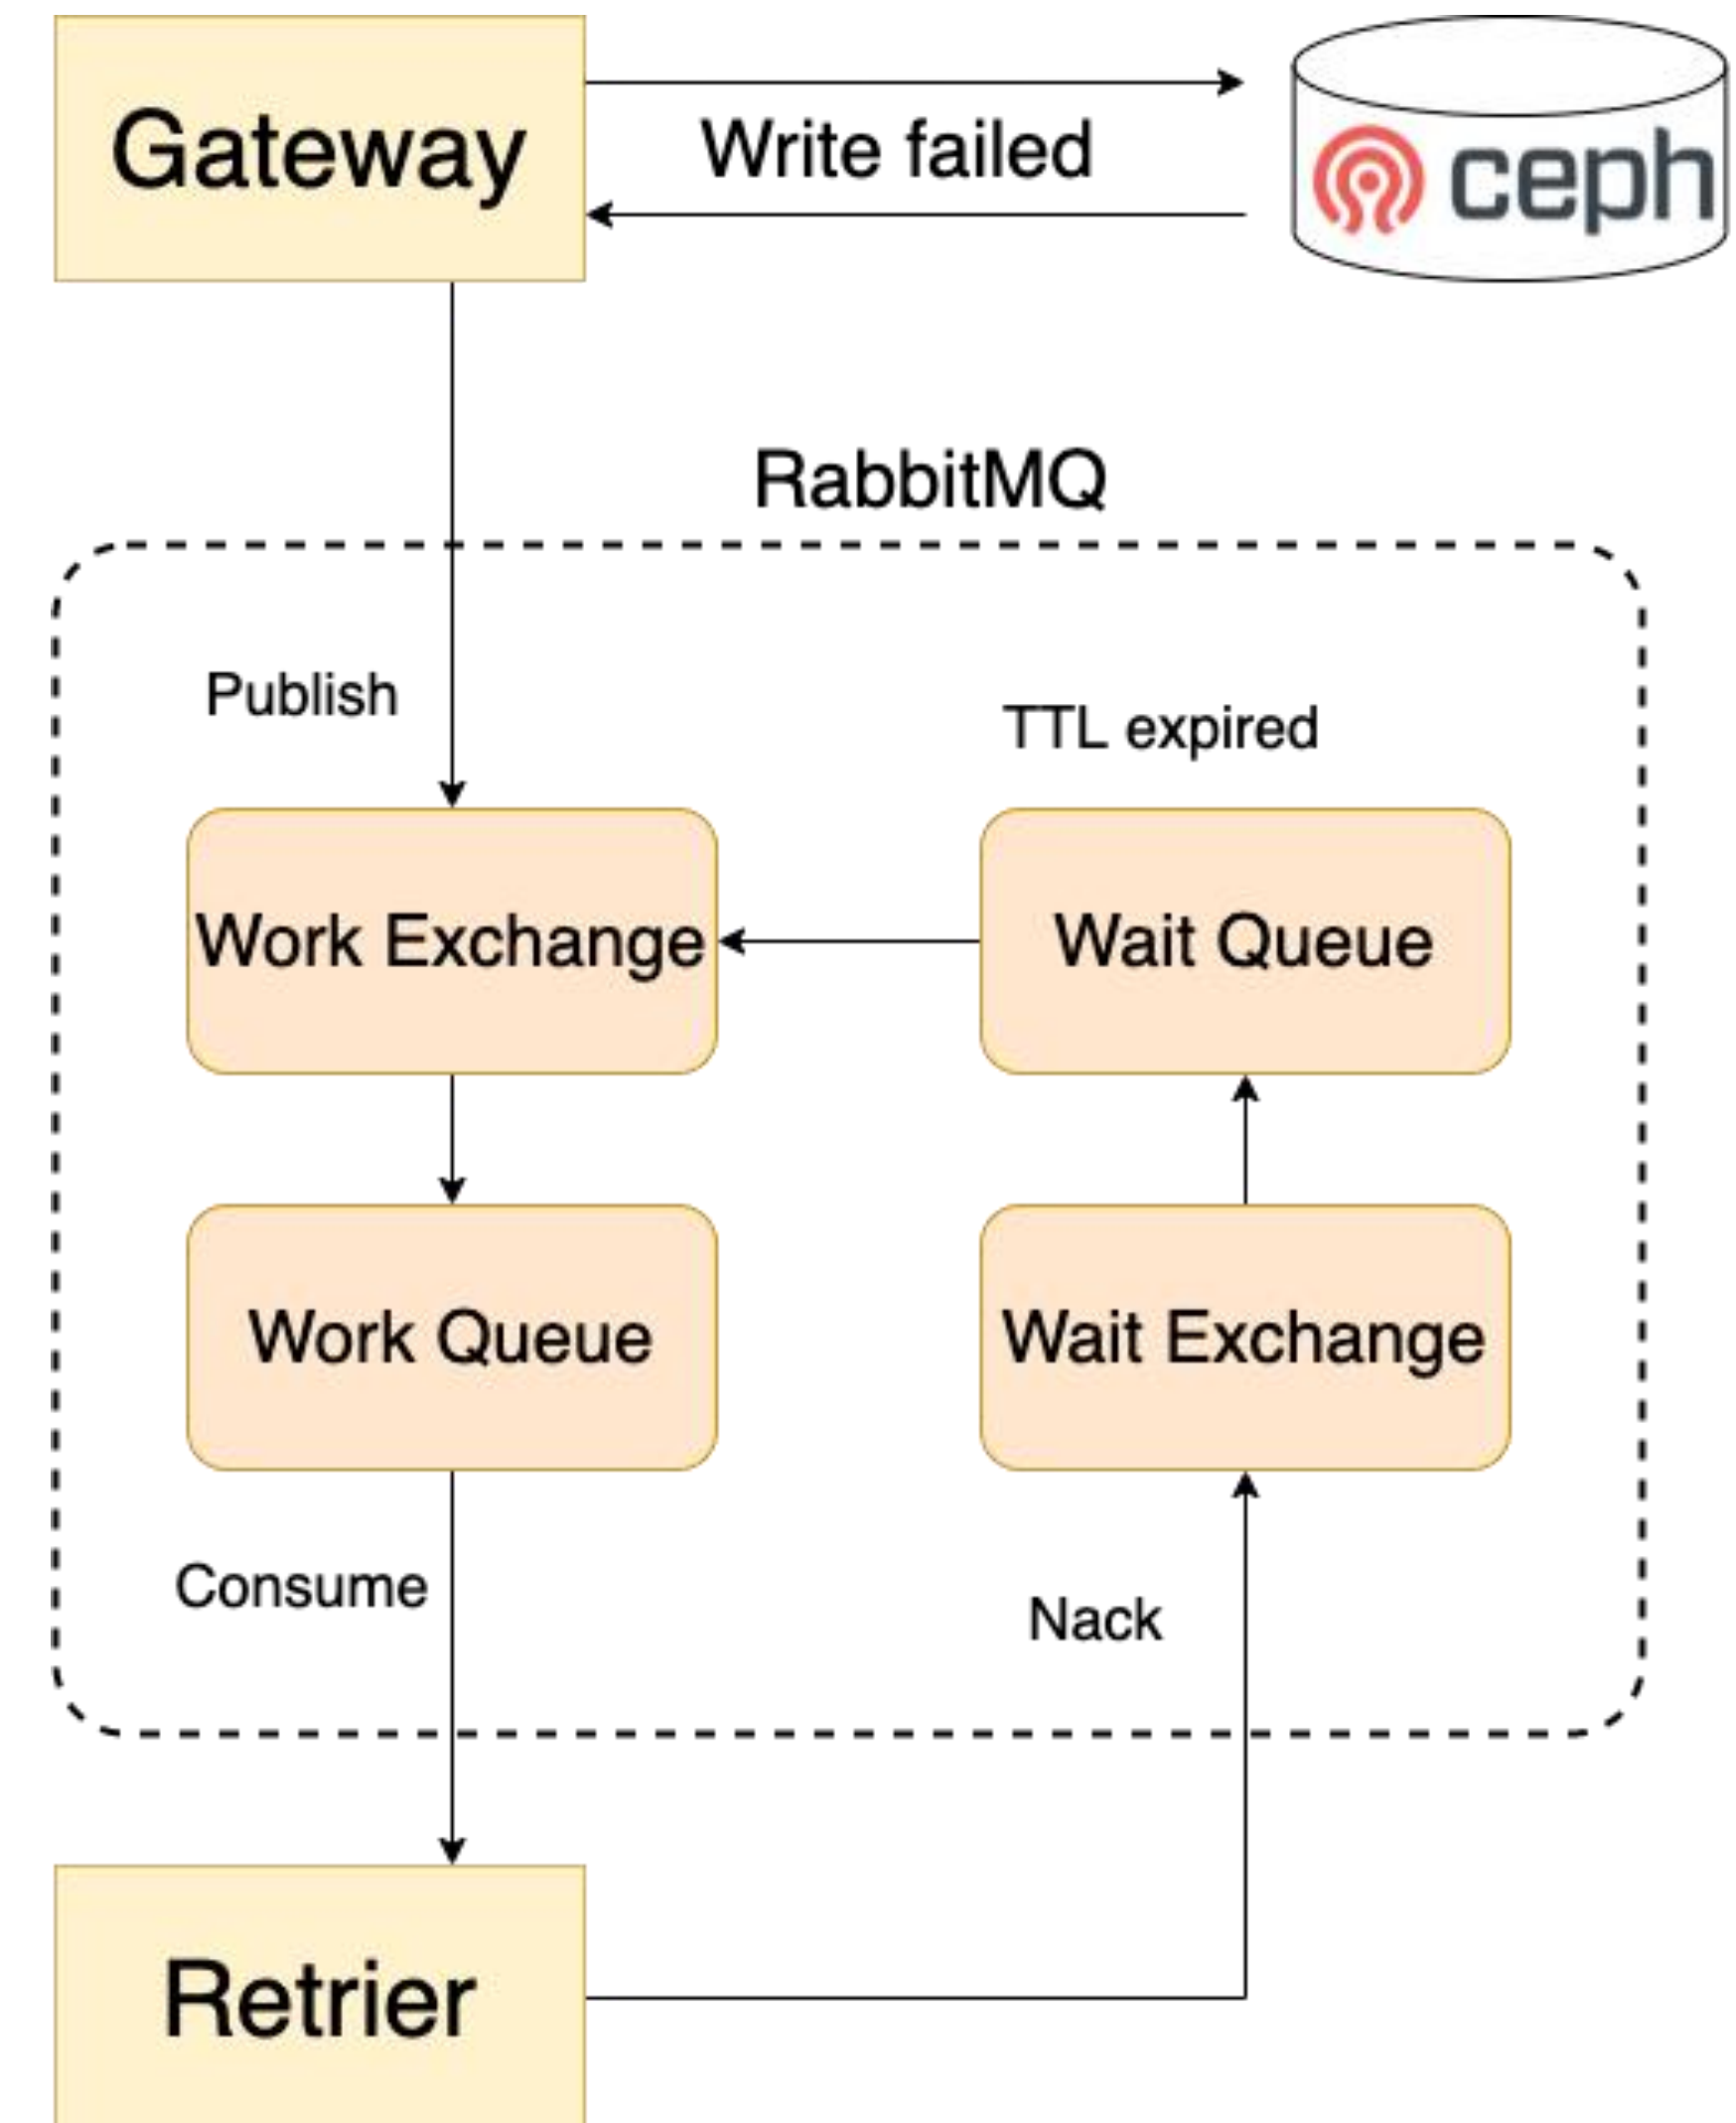 Gateway
Write failed
ceph
RabbitMQ
Publish
TTL expired
Work Exchange
Wait Queue
Work Queue
Wait Exchange
Consume
Nack
Retrier